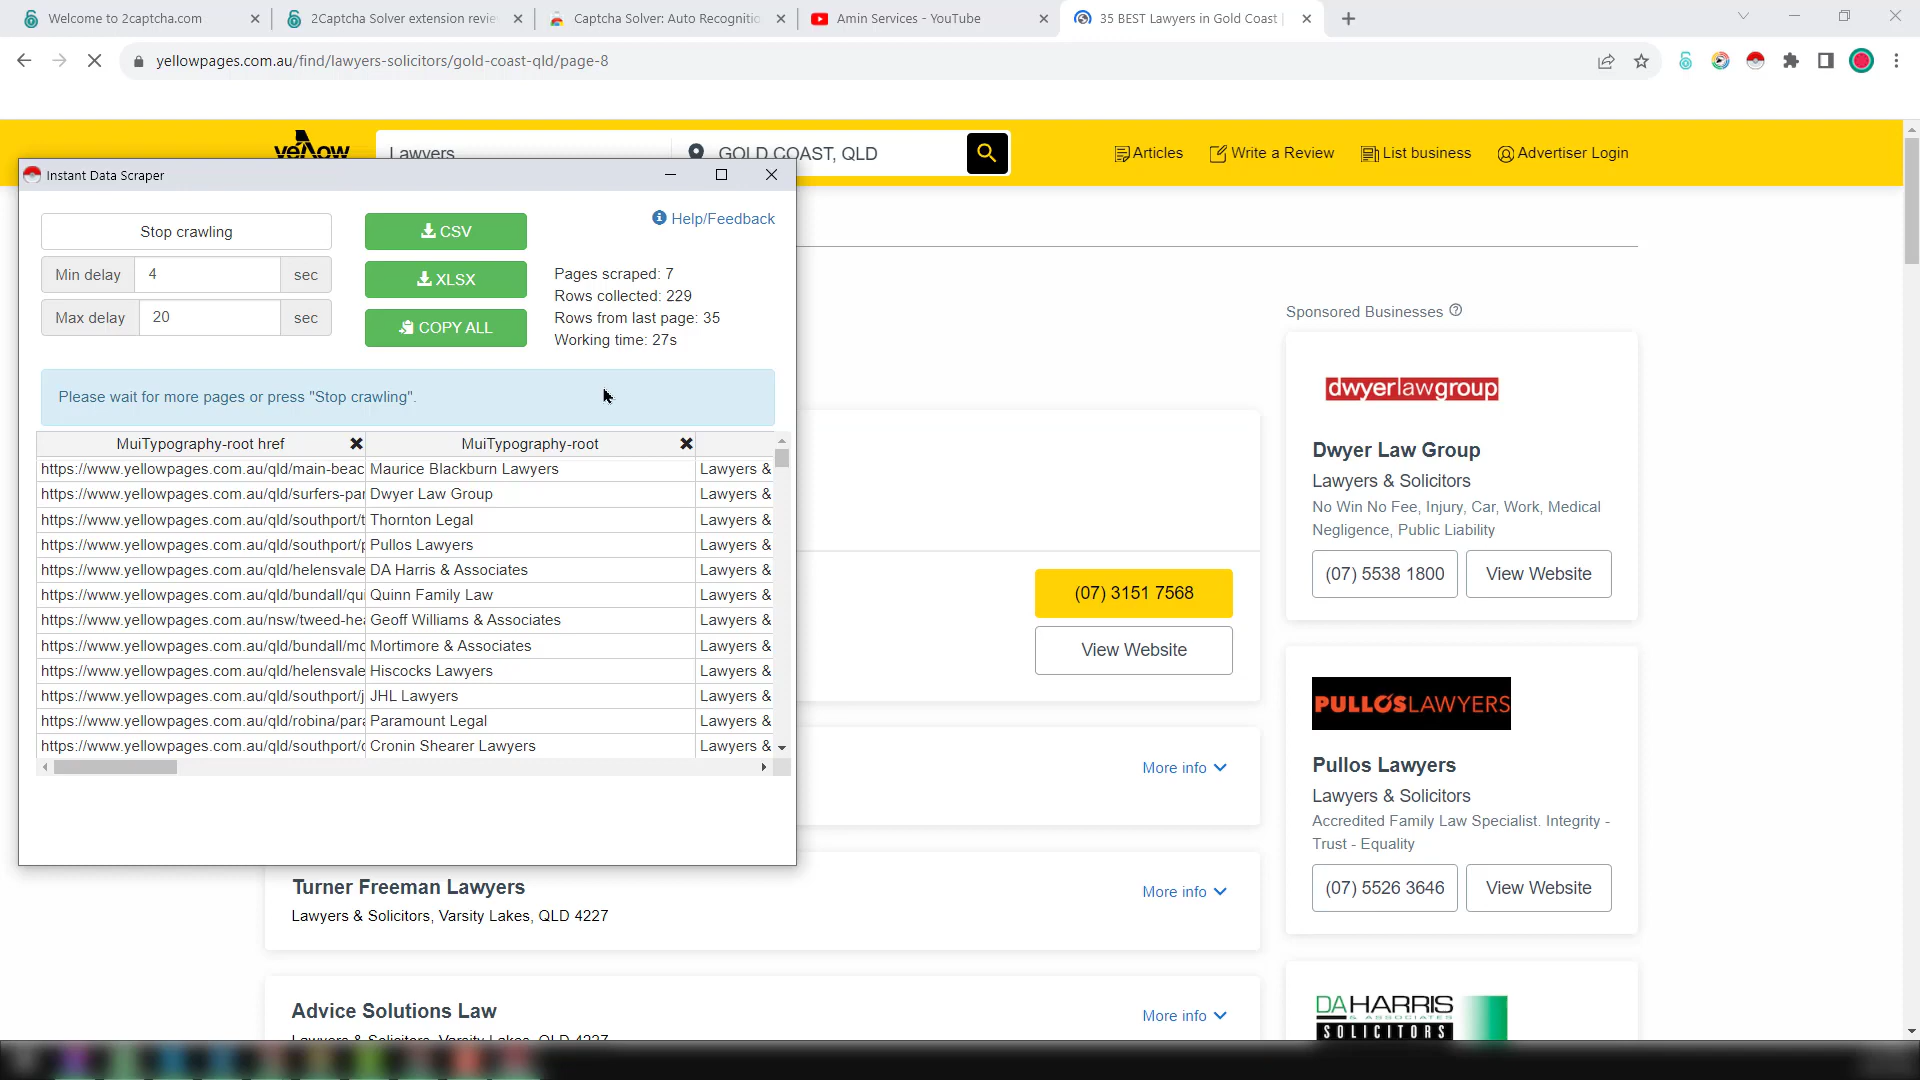 Welcome to 2captcha.com
2Captcha Solver extension revie
Captcha Solver: Auto Recognitio
Amin Services - YouTube
35 BEST Lawyers in Gold Coast |
yellowpages.com.au/find/lawyers-solicitors/gold-coast-qld/page-8
yellow
Lawyers
GOLD COAST, QLD
Articles
Write a Review
List business
Advertiser Login
Instant Data Scraper
Stop crawling
CSV
Help/Feedback
Min delay 4 sec
XLSX
Pages scraped: 7
Rows collected: 229
Max delay 20 sec
COPY ALL
Rows from last page: 35
Working time: 27s
Please wait for more pages or press "Stop crawling".
MuiTypography-root href
MuiTypography-root
https://www.yellowpages.com.au/qld/main-beac Maurice Blackburn Lawyers Lawyers &
https://www.yellowpages.com.au/qld/surfers-par Dwyer Law Group Lawyers &
https://www.yellowpages.com.au/qld/southport/t Thornton Legal Lawyers &
https://www.yellowpages.com.au/qld/southport/p Pullos Lawyers Lawyers &
https://www.yellowpages.com.au/qld/helensvale DA Harris & Associates Lawyers &
https://www.yellowpages.com.au/qld/bundall/qui Quinn Family Law Lawyers &
https://www.yellowpages.com.au/nsw/tweed-hea Geoff Williams & Associates Lawyers &
https://www.yellowpages.com.au/qld/bundall/mo Mortimore & Associates Lawyers &
https://www.yellowpages.com.au/qld/helensvale Hiscocks Lawyers Lawyers &
https://www.yellowpages.com.au/qld/southport/j JHL Lawyers Lawyers &
https://www.yellowpages.com.au/qld/robina/para Paramount Legal Lawyers &
https://www.yellowpages.com.au/qld/southport/c Cronin Shearer Lawyers Lawyers &
(07) 3151 7568
View Website
More info
Turner Freeman Lawyers
More info
Lawyers & Solicitors, Varsity Lakes, QLD 4227
Advice Solutions Law
More info
Lawyers & Solicitors, Varsity Lakes, QLD 4227
Sponsored Businesses
dwyerlawgroup
Dwyer Law Group
Lawyers & Solicitors
No Win No Fee, Injury, Car, Work, Medical
Negligence, Public Liability
(07) 5538 1800
View Website
PULLOSLAWYERS
Pullos Lawyers
Lawyers & Solicitors
Accredited Family Law Specialist. Integrity -
Trust - Equality
(07) 5526 3646
View Website
DA HARRIS
& ASSOCIATES
SOLICITORS